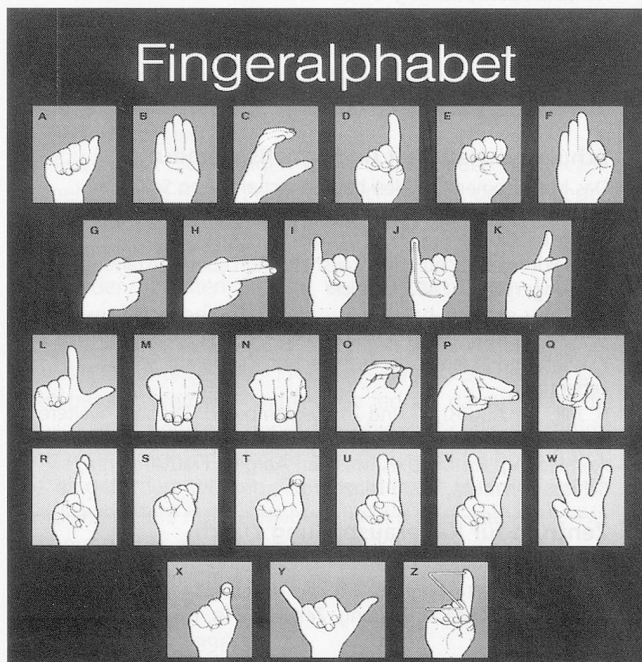 Fingeralphabet
A B C D E F
G H I J K
L M N O P Q
R S T U V W
X Y Z